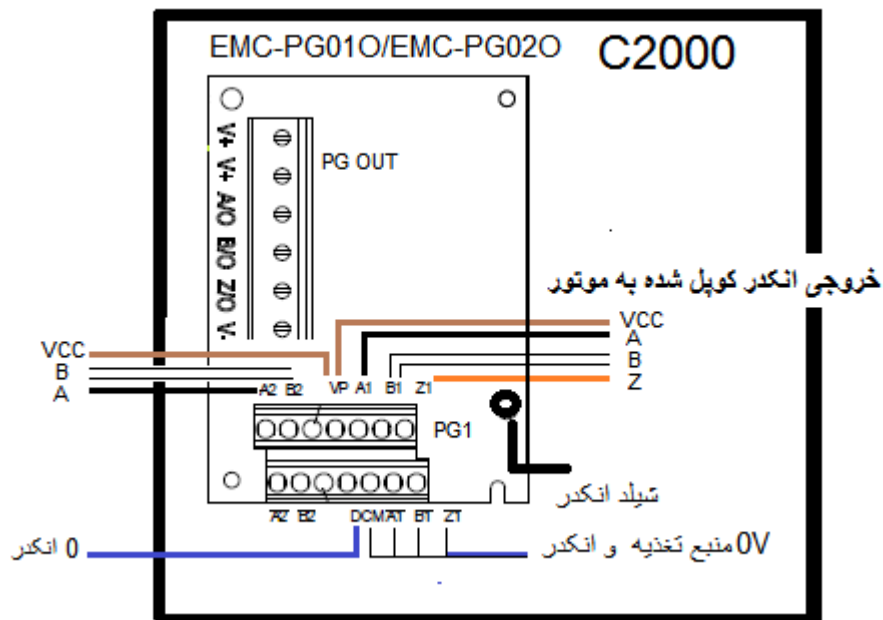 EMC-PG01O/EMC-PG02O C2000
V+ V+ A/O B/O Z/O V-
PG OUT
خروجی انکدر کوپل شده به موتور
VCC
A
B
Z
VCC
B
A
A2 B2 VP A1 B1 Z1
PG1
شیلد انکدر
A2 B2 DCM A1 B1 Z1
0 انکدر
0V منبع تغذیه و انکدر